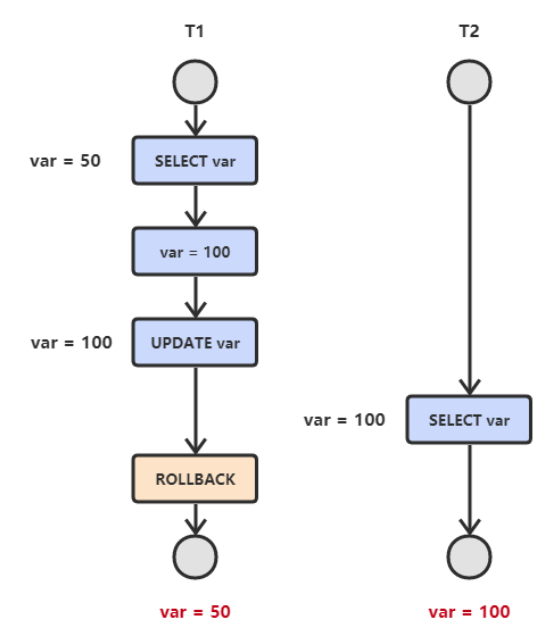 T1
T2
var = 50
SELECT var
var = 100
var = 100
UPDATE var
var = 100
SELECT var
ROLLBACK
var = 50
var = 100